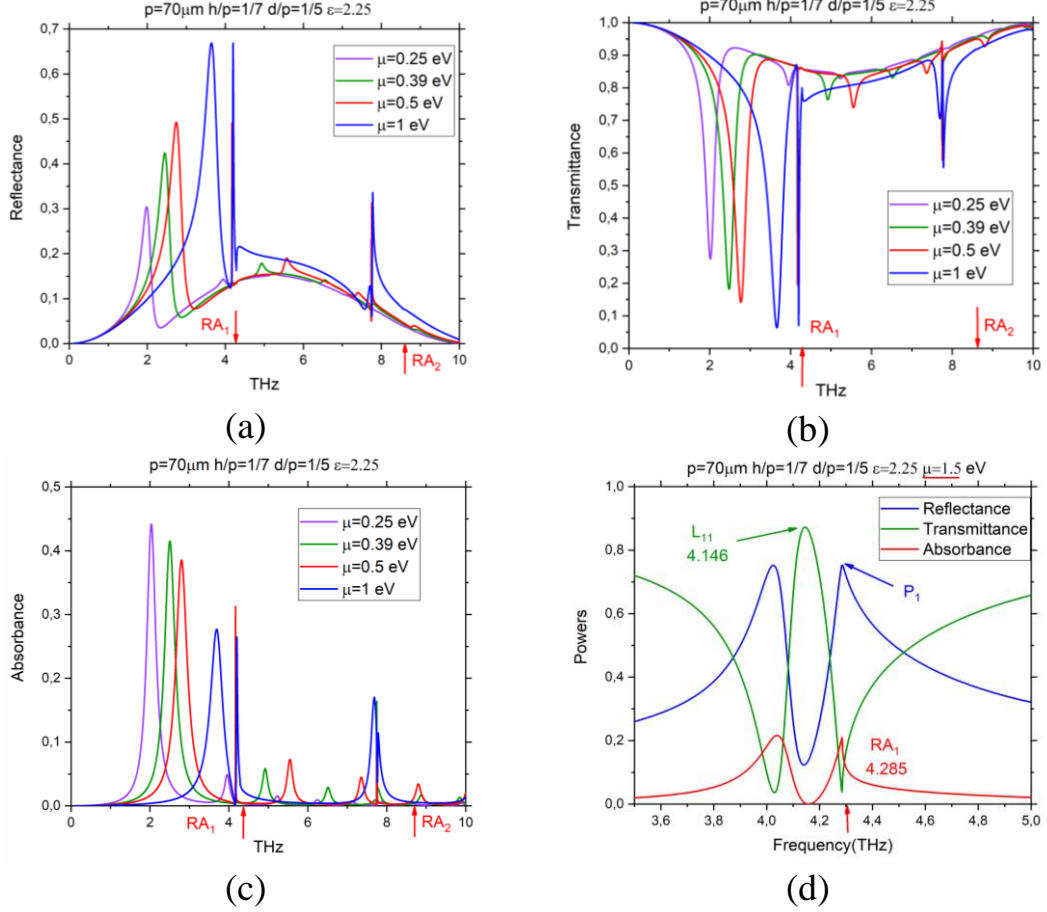 p=70μm h/p=1/7 d/p=1/5 ε=2.25
0,7
0,6
0,5
0,4
0,3
0,2
0,1
0,0
Reflectance
μ=0.25 eV
μ=0.39 eV
μ=0.5 eV
μ=1 eV
RA₁
RA₂
0 2 4 6 8 10
THz
(a)
p=70μm h/p=1/7 d/p=1/5 ε=2.25
1,0
0,9
0,8
0,7
0,6
0,5
0,4
0,3
0,2
0,1
0,0
Transmittance
μ=0.25 eV
μ=0.39 eV
μ=0.5 eV
μ=1 eV
RA₁
RA₂
0 2 4 6 8 10
THz
(b)
p=70μm h/p=1/7 d/p=1/5 ε=2.25
0,5
0,4
0,3
0,2
0,1
0,0
Absorbance
μ=0.25 eV
μ=0.39 eV
μ=0.5 eV
μ=1 eV
RA₁
RA₂
0 2 4 6 8 10
THz
(c)
p=70μm h/p=1/7 d/p=1/5 ε=2.25 μ=1.5 eV
1,0
0,8
0,6
0,4
0,2
0,0
Powers
Reflectance
Transmittance
Absorbance
L₁₁
4.146
P₁
RA₁
4.285
3,6 3,8 4,0 4,2 4,4 4,6 4,8 5,0
Frequency(THz)
(d)